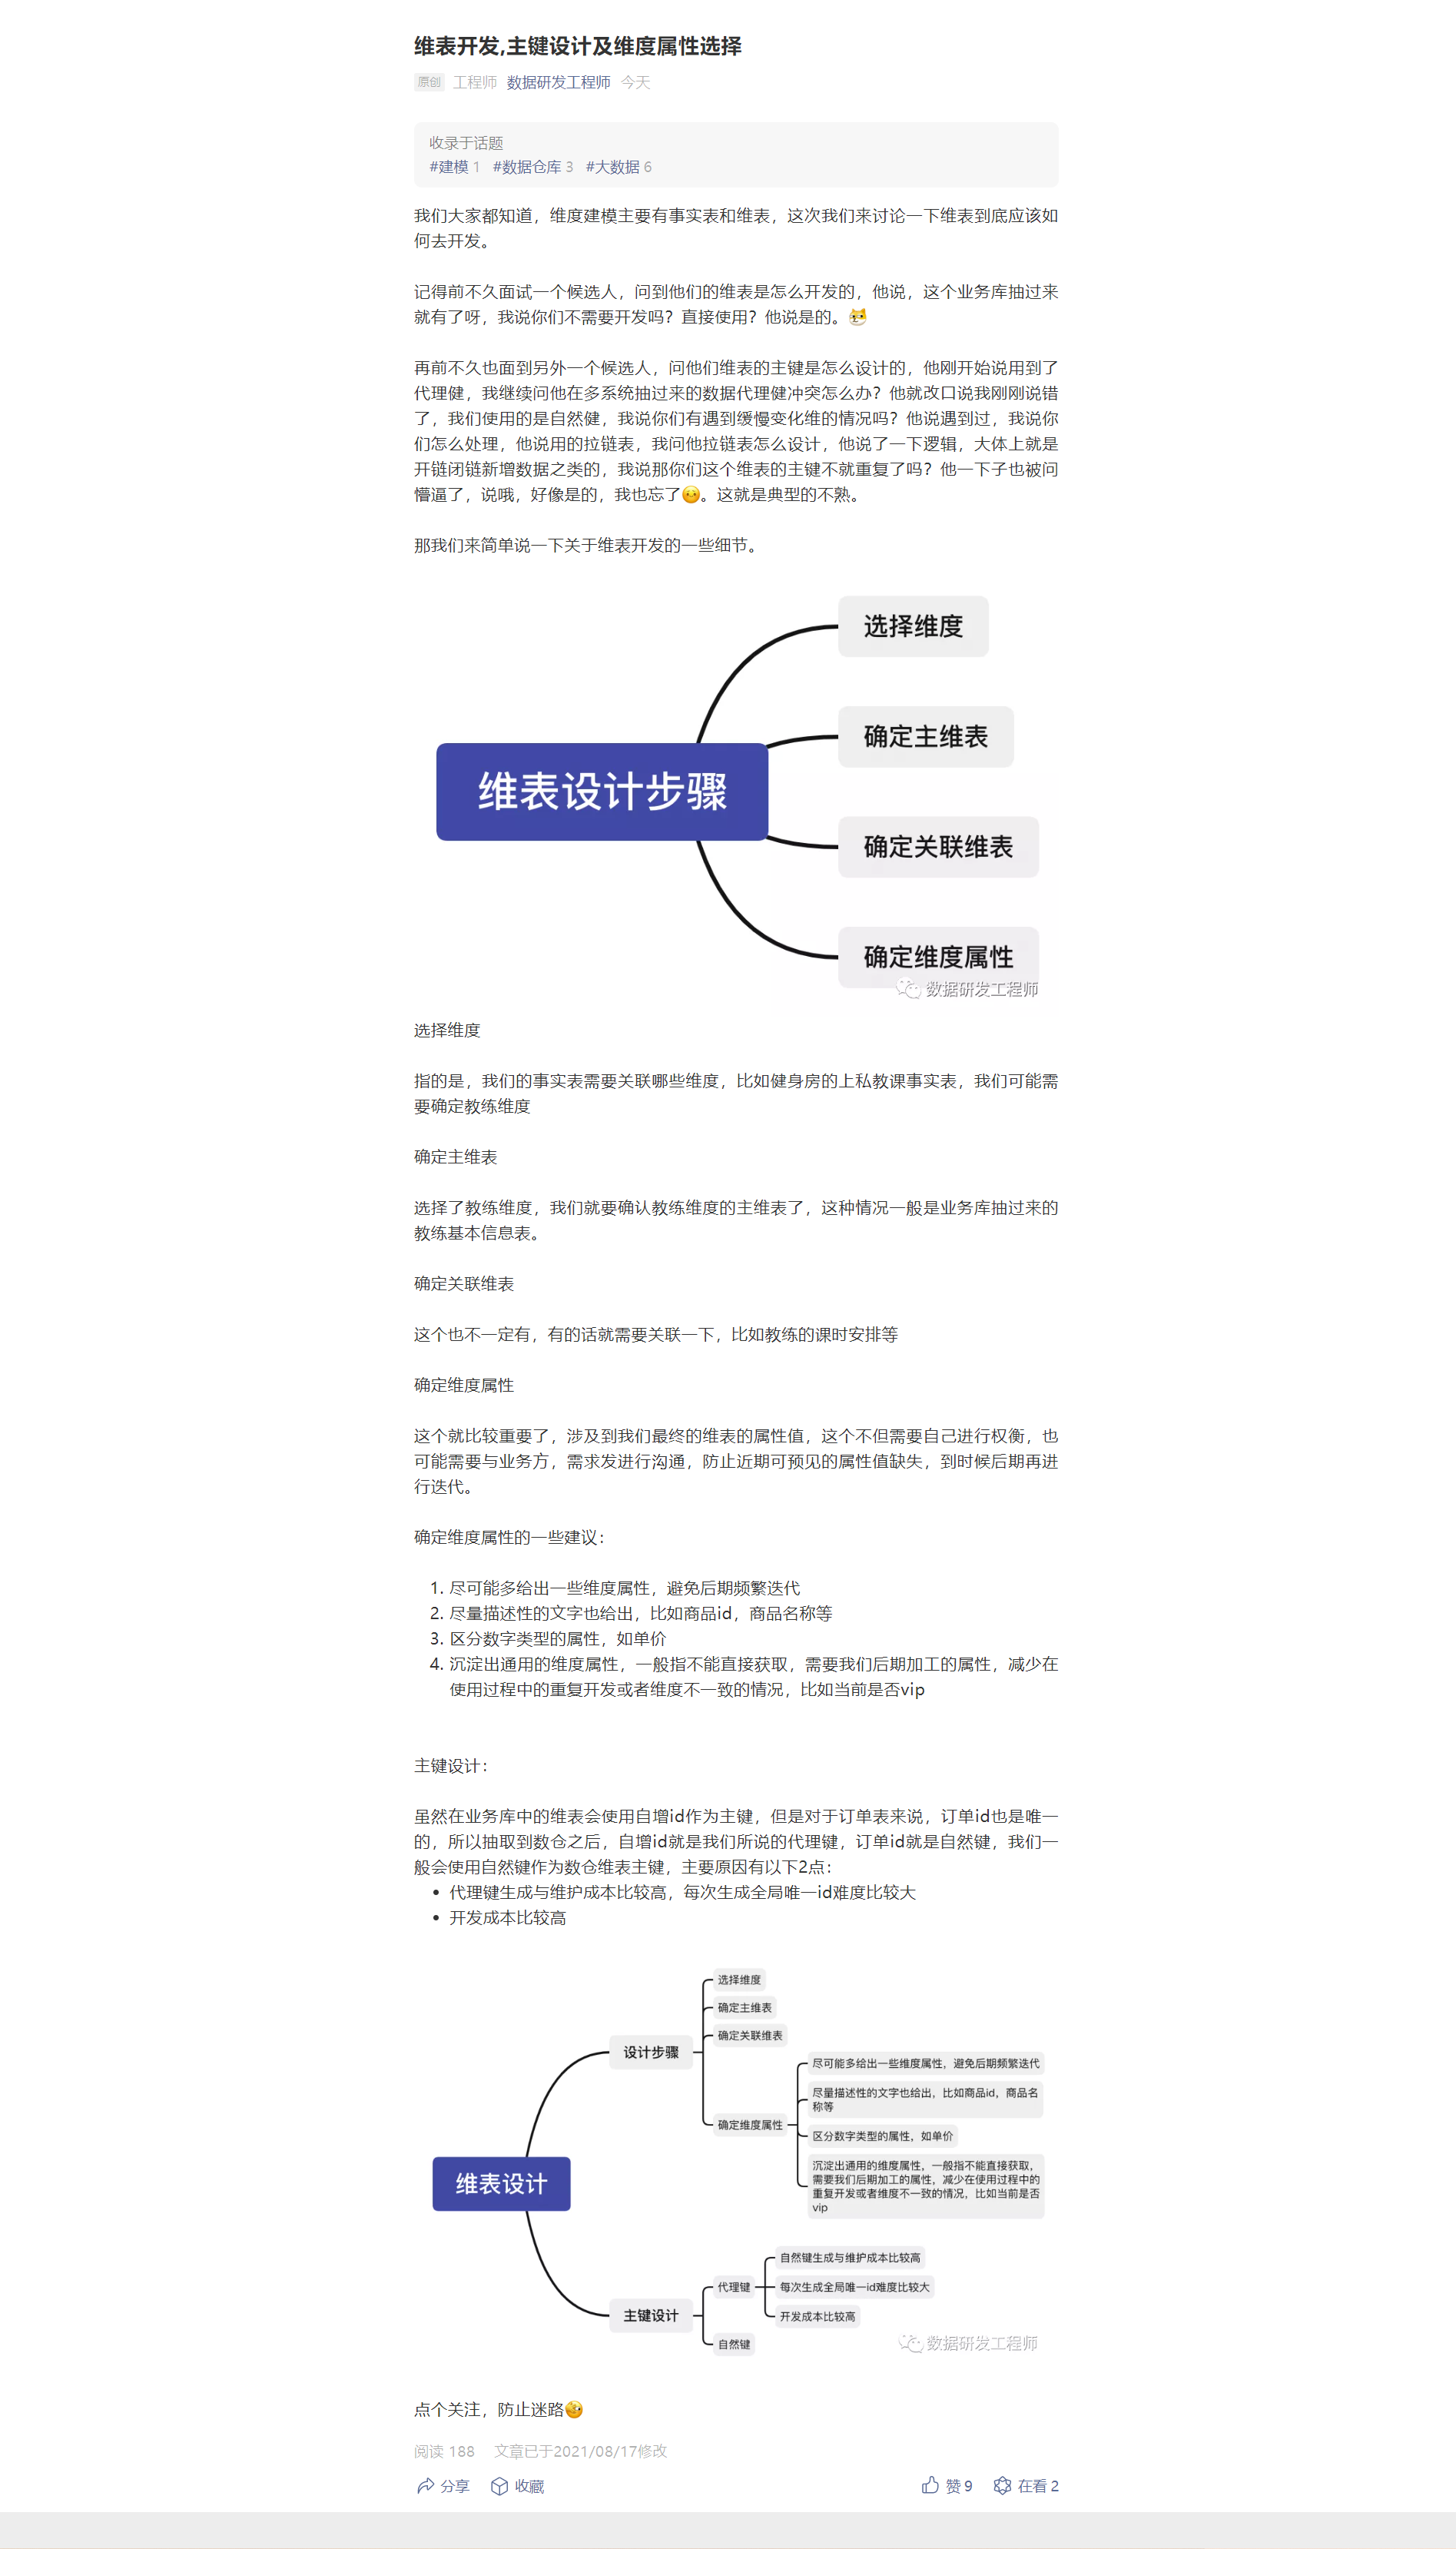 维表开发,主键设计及维度属性选择
原创 工程师 数据研发工程师 今天
收录于话题
#建模 1 #数据仓库 3 #大数据 6
我们大家都知道，维度建模主要有事实表和维表，这次我们来讨论一下维表到底应该如
何去开发。
记得前不久面试一个候选人，问到他们的维表是怎么开发的，他说，这个业务库抽过来
就有了呀，我说你们不需要开发吗？直接使用？他说是的。
再前不久也面到另外一个候选人，问他们维表的主键是怎么设计的，他刚开始说用到了
代理健，我继续问他在多系统抽过来的数据代理健冲突怎么办？他就改口说我刚刚说错
了，我们使用的是自然健，我说你们有遇到缓慢变化维的情况吗？他说遇到过，我说你
们怎么处理，他说用的拉链表，我问他拉链表怎么设计，他说了一下逻辑，大体上就是
开链闭链新增数据之类的，我说那你们这个维表的主键不就重复了吗？他一下子也被问
懵逼了，说哦，好像是的，我也忘了。这就是典型的不熟。
那我们来简单说一下关于维表开发的一些细节。
维表设计步骤
选择维度
确定主维表
确定关联维表
确定维度属性
数据研发工程师
选择维度
指的是，我们的事实表需要关联哪些维度，比如健身房的上私教课事实表，我们可能需
要确定教练维度
确定主维表
选择了教练维度，我们就要确认教练维度的主维表了，这种情况一般是业务库抽过来的
教练基本信息表。
确定关联维表
这个也不一定有，有的话就需要关联一下，比如教练的课时安排等
确定维度属性
这个就比较重要了，涉及到我们最终的维表的属性值，这个不但需要自己进行权衡，也
可能需要与业务方，需求发进行沟通，防止近期可预见的属性值缺失，到时候后期再进
行迭代。
确定维度属性的一些建议：
1. 尽可能多给出一些维度属性，避免后期频繁迭代
2. 尽量描述性的文字也给出，比如商品id，商品名称等
3. 区分数字类型的属性，如单价
4. 沉淀出通用的维度属性，一般指不能直接获取，需要我们后期加工的属性，减少在
使用过程中的重复开发或者维度不一致的情况，比如当前是否vip
主键设计：
虽然在业务库中的维表会使用自增id作为主键，但是对于订单表来说，订单id也是唯一
的，所以抽取到数仓之后，自增id就是我们所说的代理键，订单id就是自然键，我们一
般会使用自然键作为数仓维表主键，主要原因有以下2点：
• 代理键生成与维护成本比较高，每次生成全局唯一id难度比较大
• 开发成本比较高
维表设计
设计步骤
选择维度
确定主维表
确定关联维表
确定维度属性
尽可能多给出一些维度属性，避免后期频繁迭代
尽量描述性的文字也给出，比如商品id，商品名
称等
区分数字类型的属性，如单价
沉淀出通用的维度属性，一般指不能直接获取，
需要我们后期加工的属性，减少在使用过程中的
重复开发或者维度不一致的情况，比如当前是否
vip
主键设计
代理键
自然键生成与维护成本比较高
每次生成全局唯一id难度比较大
开发成本比较高
自然键
数据研发工程师
点个关注，防止迷路
阅读 188 文章已于2021/08/17修改
分享 收藏 赞 9 在看 2